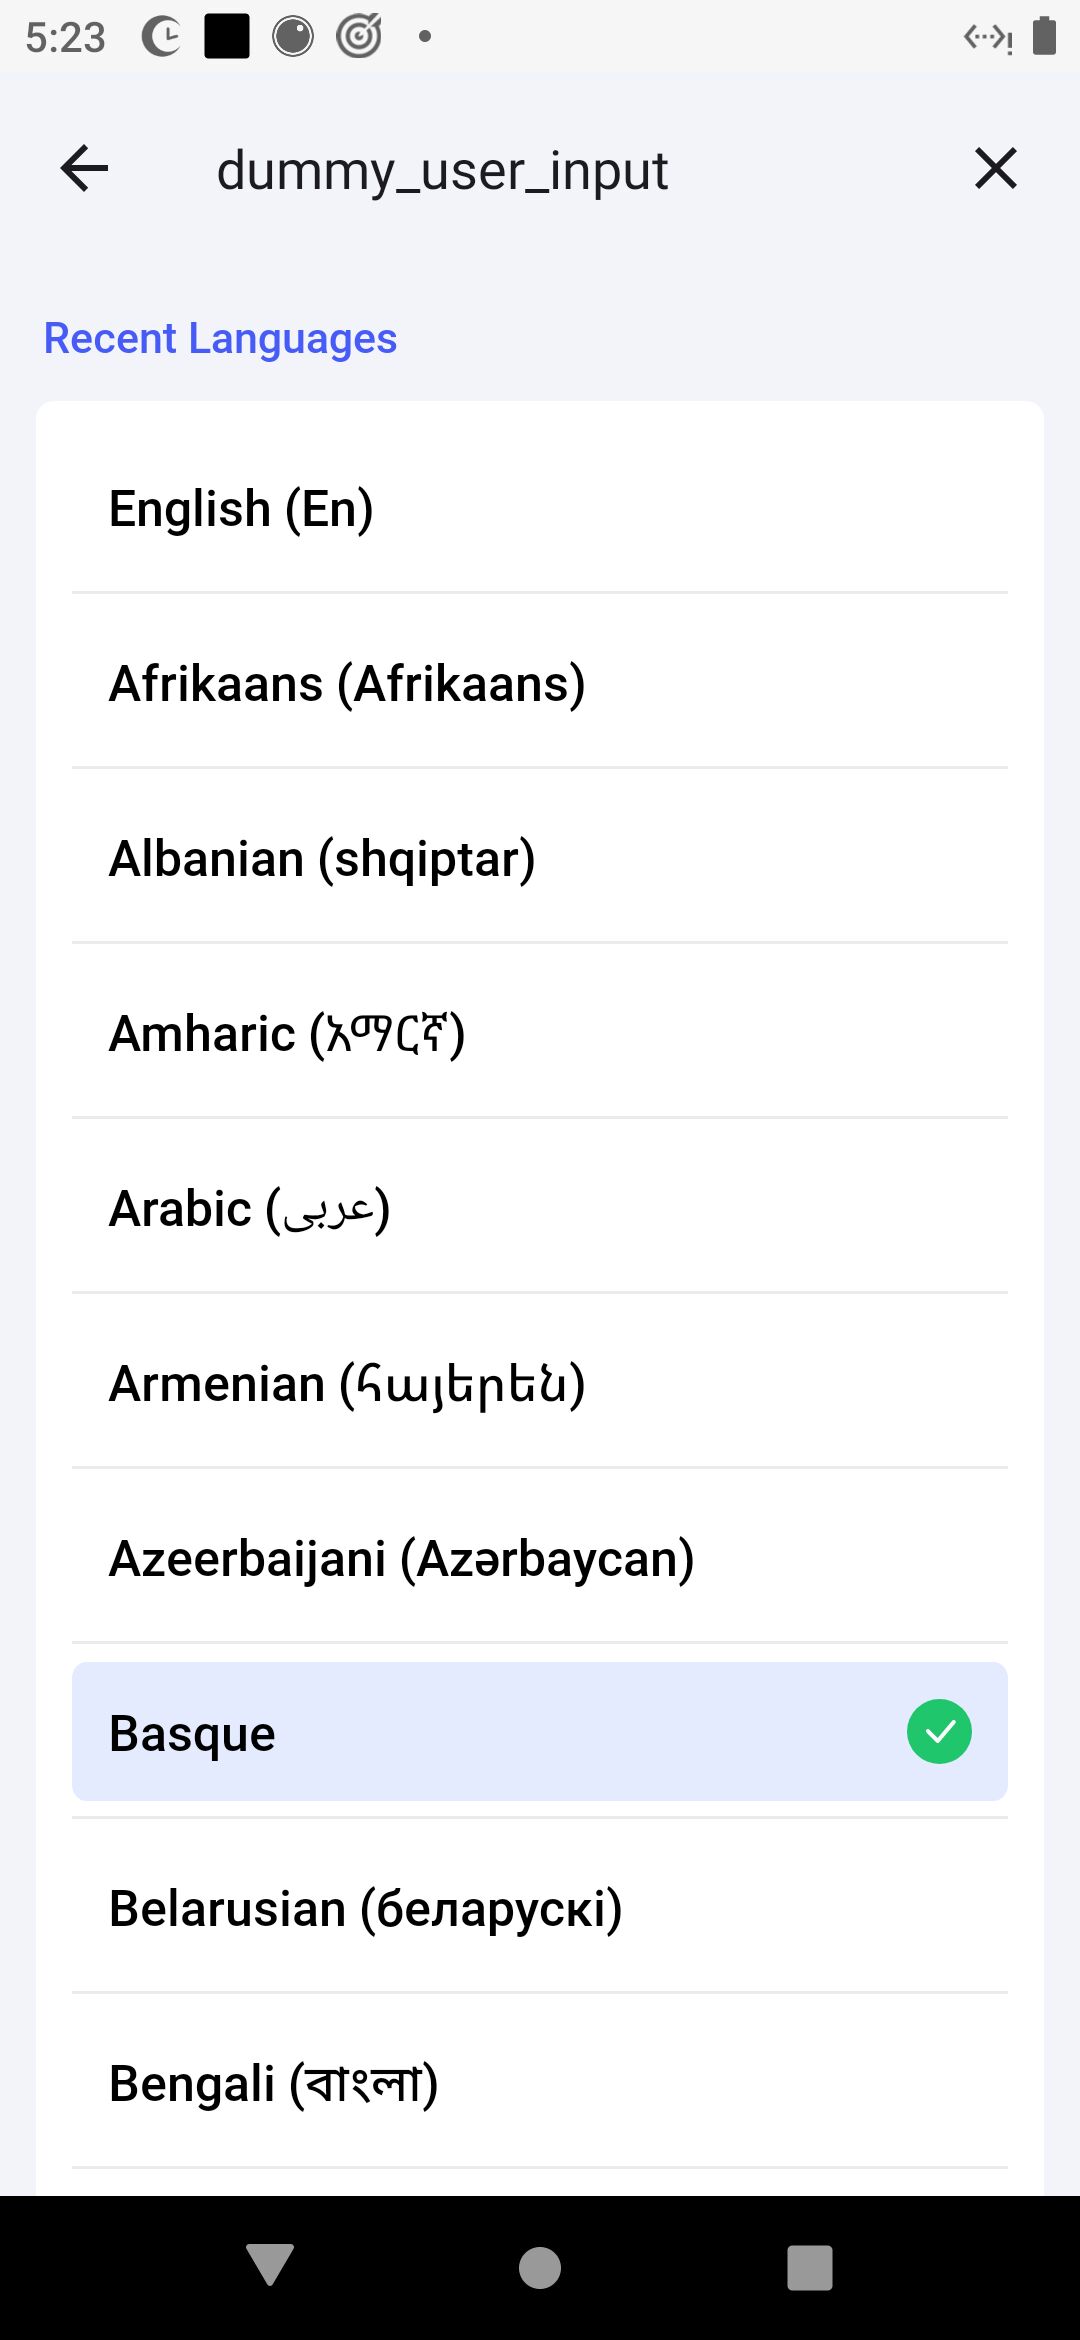 5:23
dummy_user_input
Recent Languages
English (En)
Afrikaans (Afrikaans)
Albanian (shqiptar)
Amharic (አማርኛ)
Arabic (عربى)
Armenian (հայերեն)
Azeerbaijani (Azərbaycan)
Basque
Belarusian (беларускі)
Bengali (বাংলা)